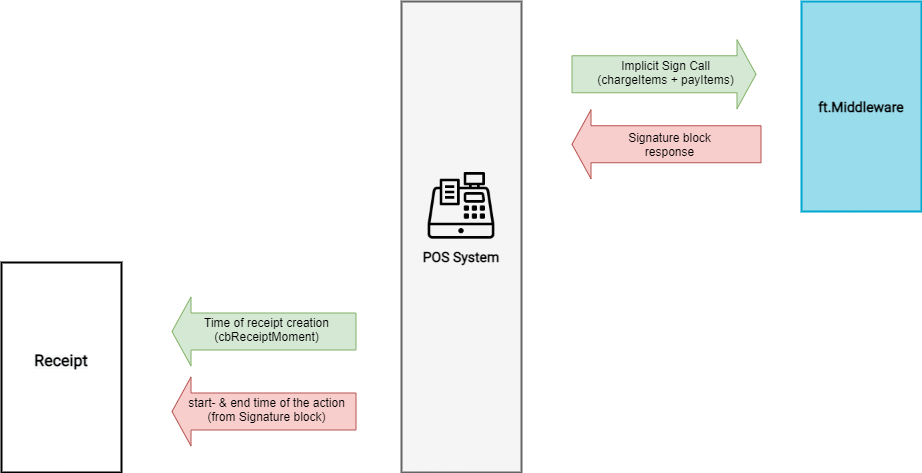 Implicit Sign Call
(chargeItems + payItems)
ft.Middleware
Signature block
response
POS System
Receipt
Time of receipt creation
(cbReceiptMoment)
start- & end time of the action
(from Signature block)